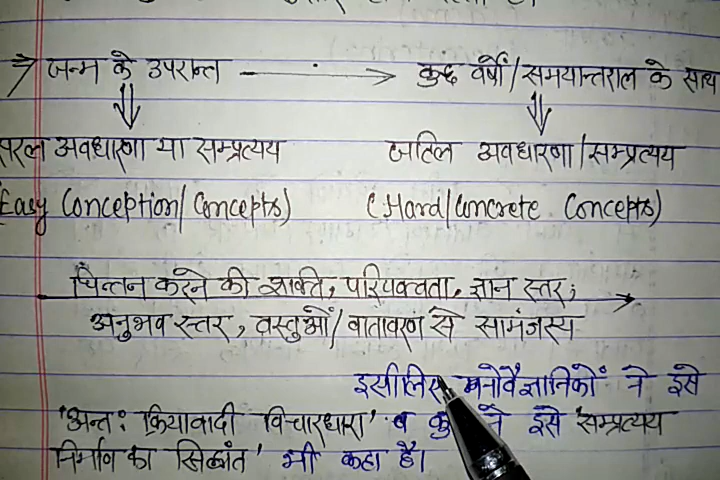 → जन्म के उपरान्त → कुछ वर्षों/समयान्तराल के साथ
सरल अवधारणा या सम्प्रत्यय जटिल अवधारणा/सम्प्रत्यय
(Easy Conception/Concepts) (Hard/Concrete Concepts)
चिन्तन करने की शक्ति, परिपक्वता, ज्ञान स्तर,
अनुभव स्तर, वस्तुओं/वातावरण से सामंजस्य
इसीलिए मनोवैज्ञानिकों ने इसे
'अन्त: क्रियावादी विचारधारा' व ने इसे 'सम्प्रत्यय
निर्माण का सिद्धांत' भी कहा है।